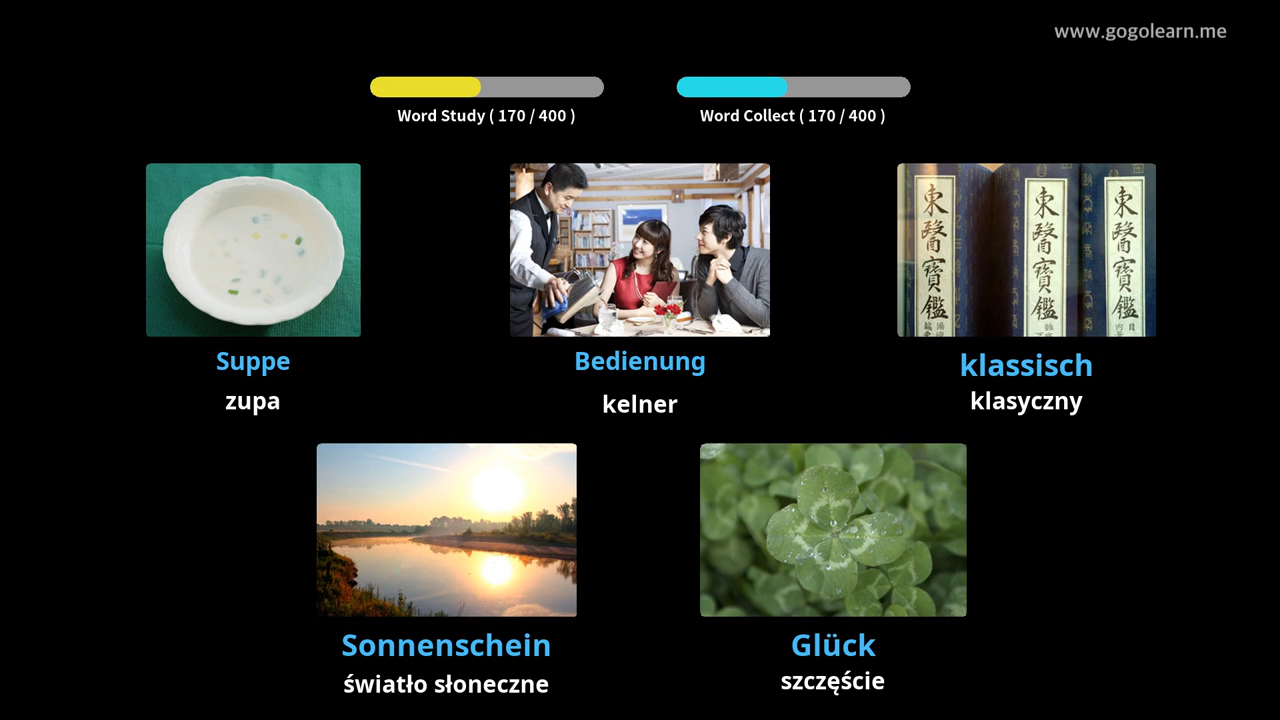 www.gogolearn.me
Word Study ( 170 / 400 )
Word Collect ( 170 / 400 )
東醫寶鑑
東醫寶鑑
東醫寶鑑
Suppe
zupa
Bedienung
kelner
klassisch
klasyczny
Sonnenschein
światło słoneczne
Glück
szczęście